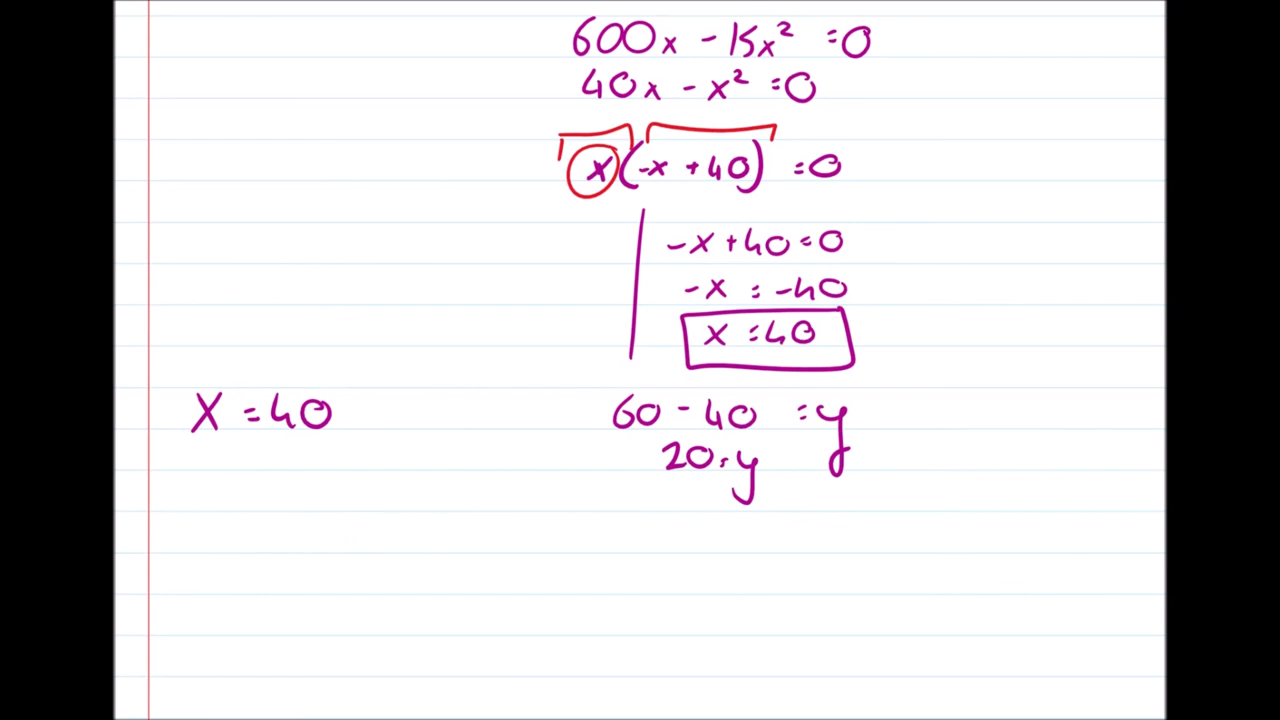 600x - 15x² = 0
40x - x² = 0
x(-x + 40) = 0
-x + 40 = 0
-x = -40
x = 40
X = 40
60 - 40 = y
20 = y